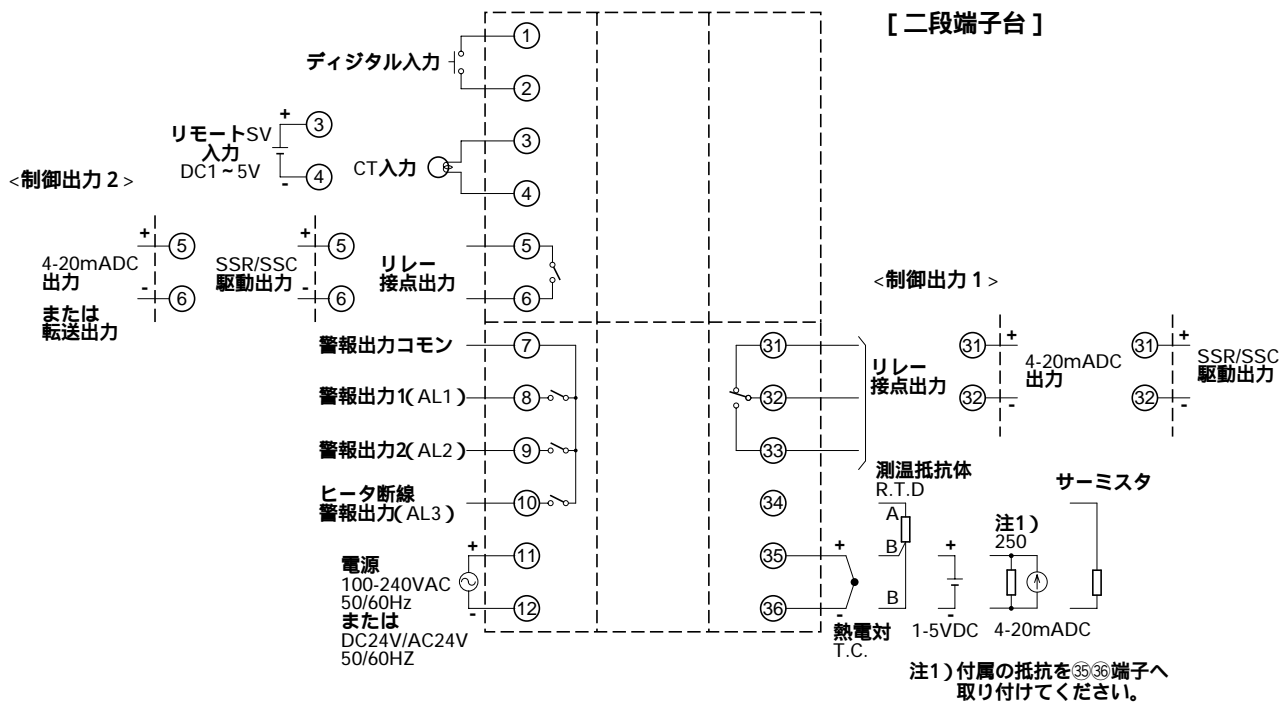 [ 二段端子台 ]
①
ディジタル入力
②
+
③
リモートSV
入力
DC1~5V
-
④
③
CT入力
④
<制御出力 2 >
+
⑤
4-20mADC
出力
-
⑥
または
転送出力
+
⑤
SSR/SSC
駆動出力
-
⑥
⑤
リレー
接点出力
⑥
<制御出力 1 >
警報出力コモン
⑦
警報出力1(AL1)
⑧
警報出力2(AL2)
⑨
ヒータ断線
警報出力(AL3)
⑩
㉛
㉜
㉝
リレー
接点出力
㉛
+
4-20mADC
出力
㉜
-
㉛
+
SSR/SSC
駆動出力
㉜
-
電源
100-240VAC
50/60Hz
または
DC24V/AC24V
50/60HZ
+
⑪
-
⑫
㉞
㉟
㊱
+
-
熱電対
T.C.
測温抵抗体
R.T.D
A
B
B
+
-
1-5VDC
注1)
250
4-20mADC
サーミスタ
注1)付属の抵抗を㉟㊱端子へ
取り付けてください。